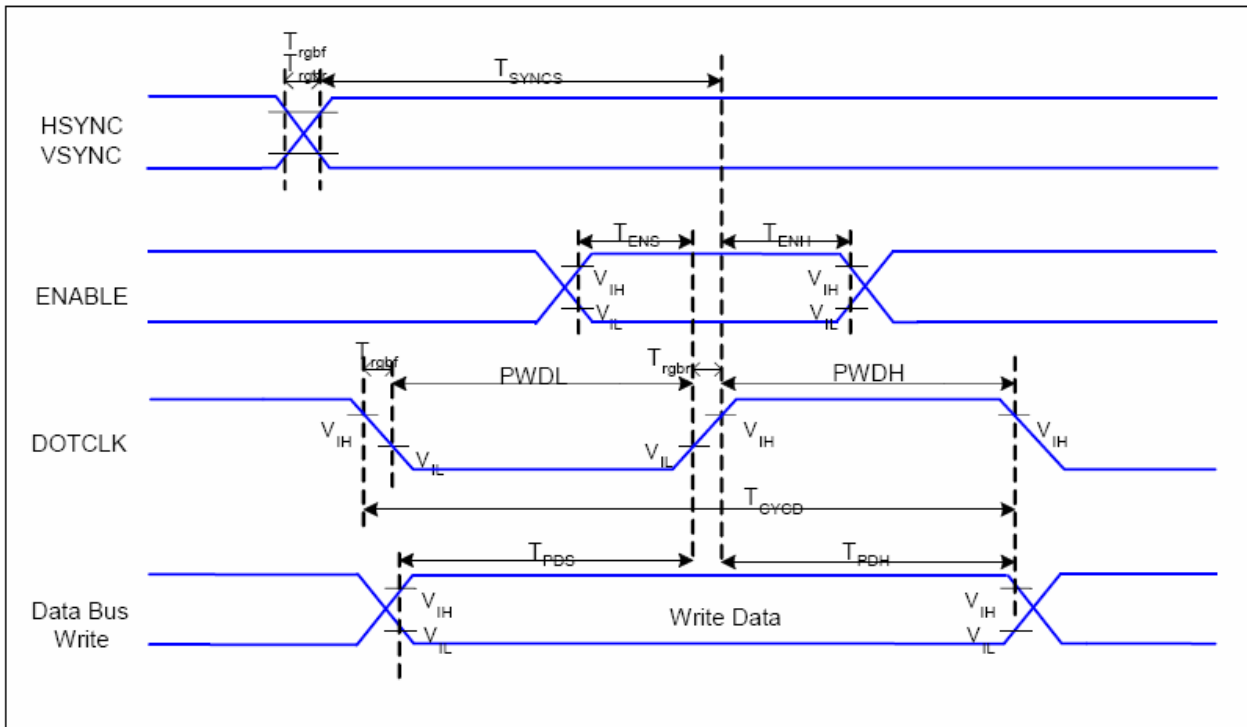 Trgbf
Trgbr
TSYNCS
HSYNC
VSYNC
TENS
TENH
VIH
VIH
ENABLE
VIL
VIL
Trgbf
PWDL
Trgbr
PWDH
VIH
VIH
VIH
DOTCLK
VIL
VIL
TCYCD
TPDS
TPDH
VIH
VIH
Data Bus
Write
Write Data
VIL
VIL